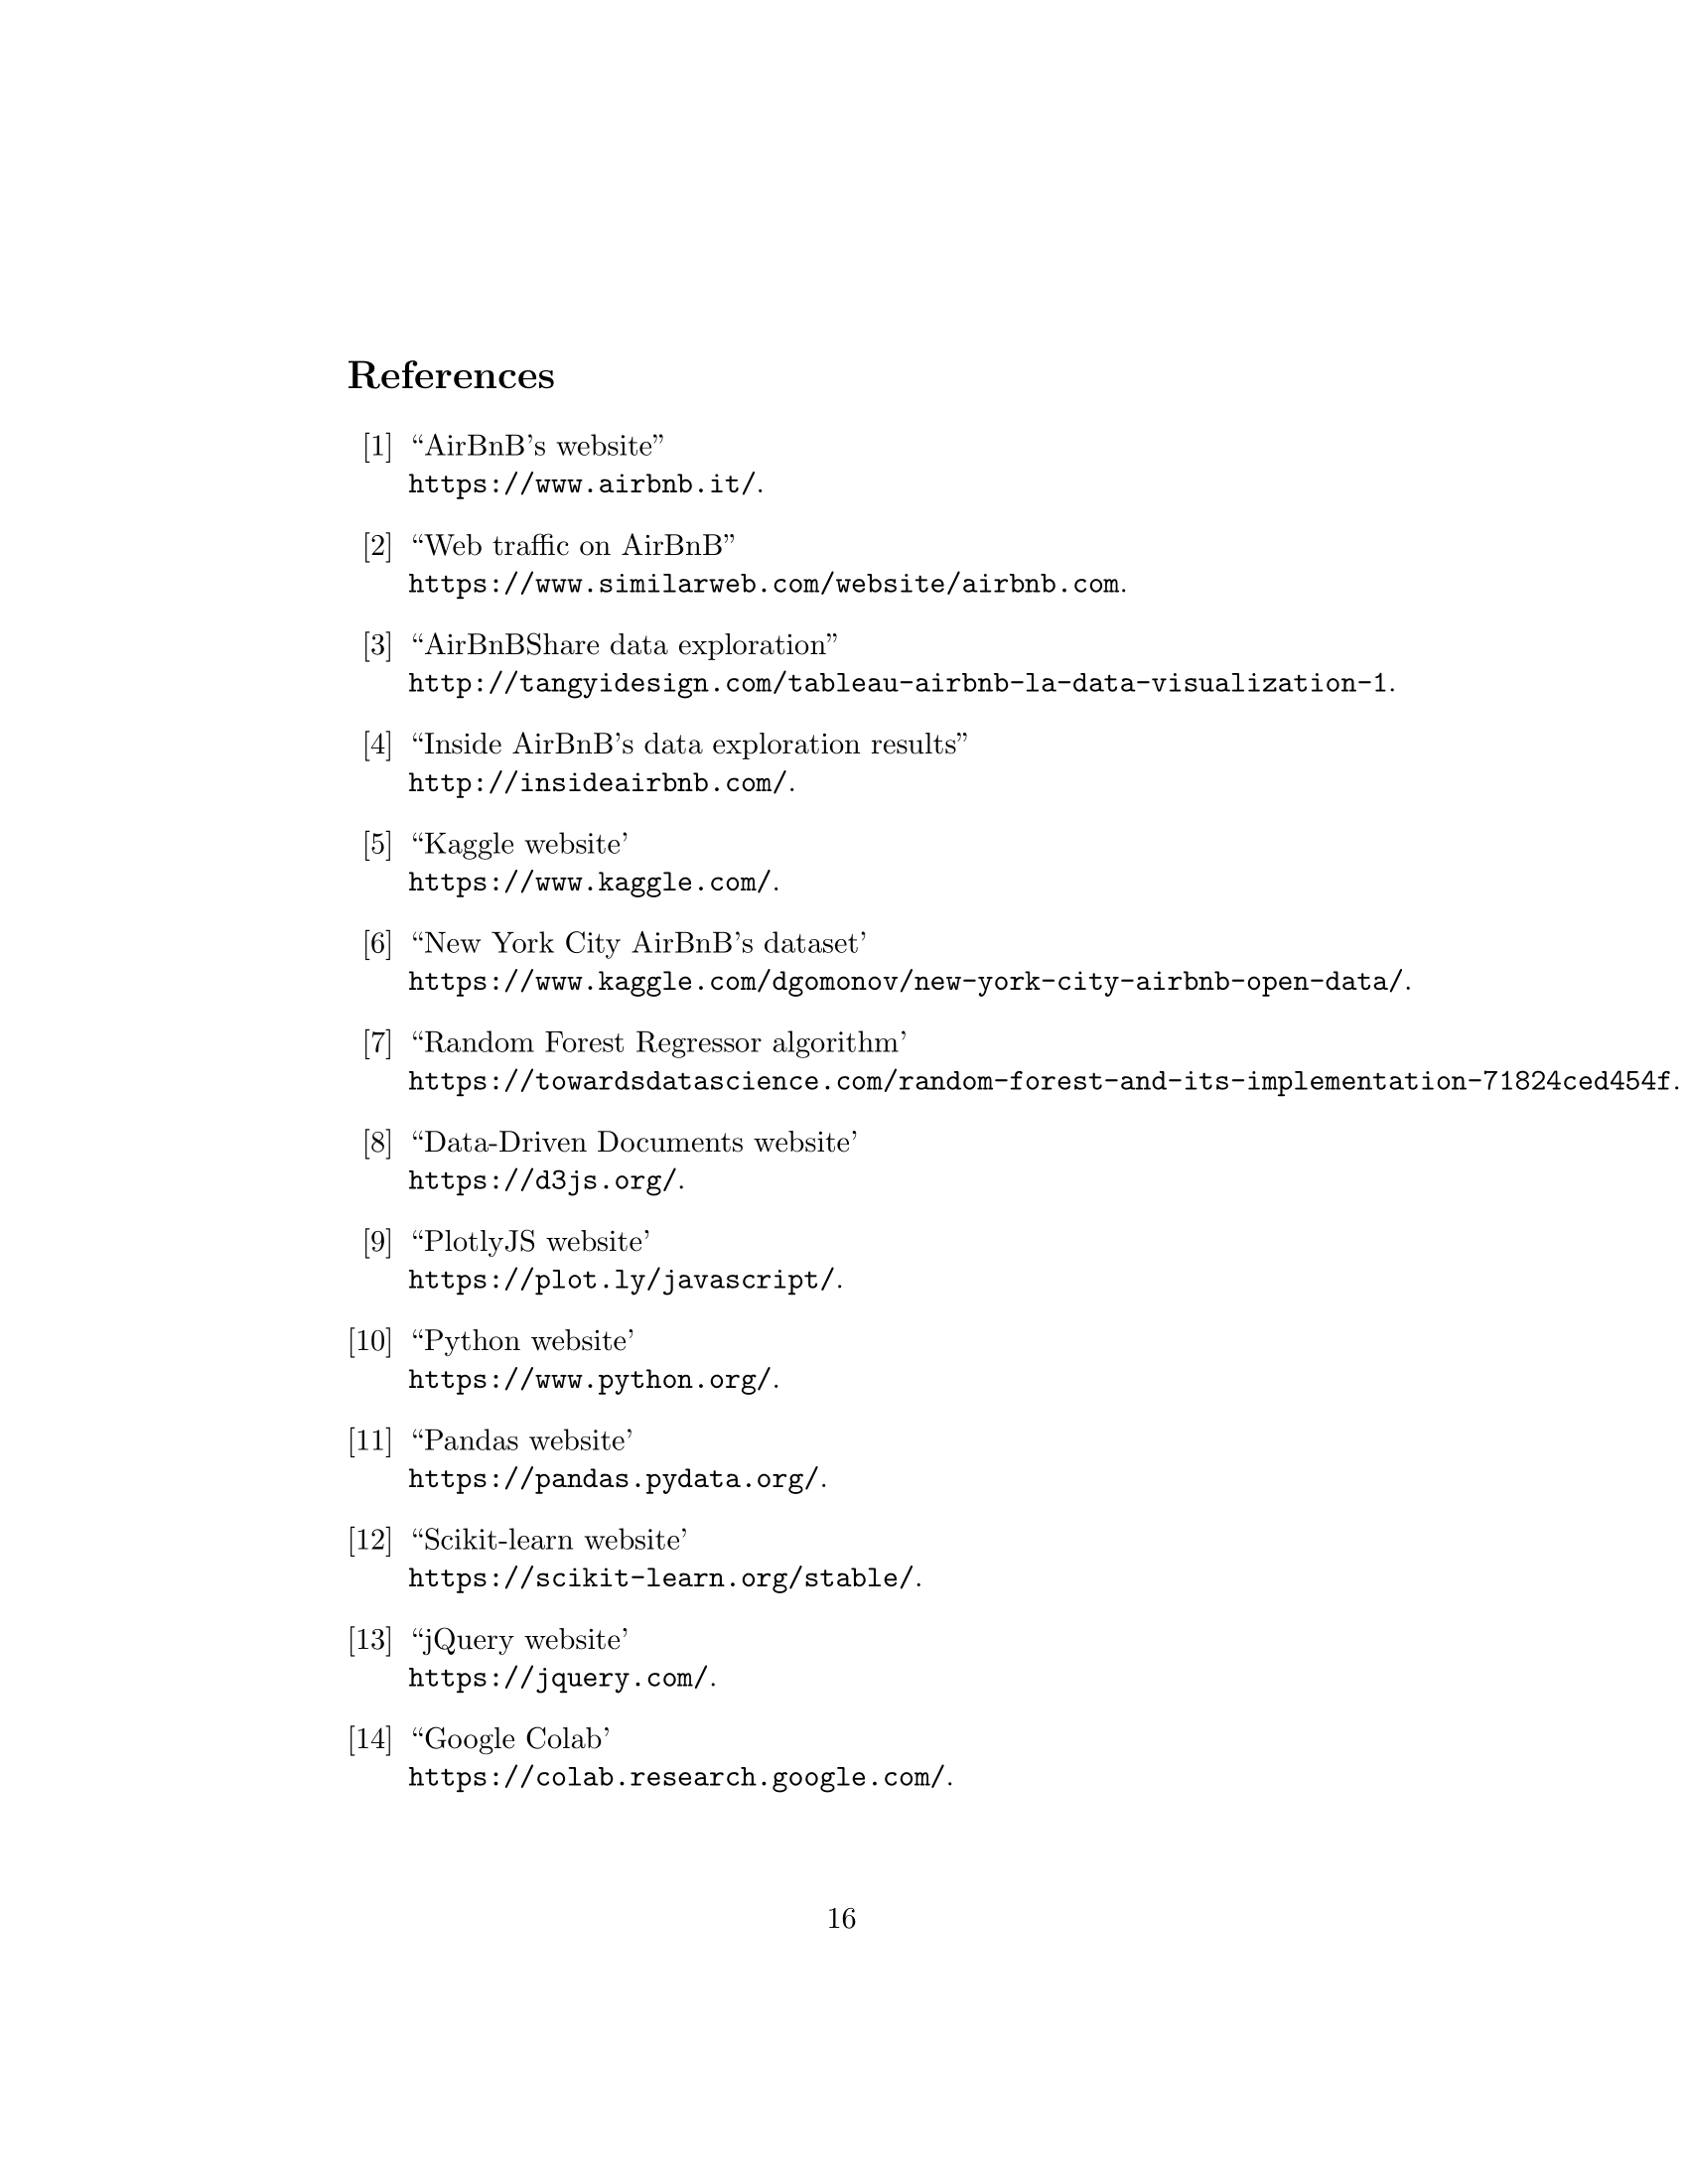 References
[1] “AirBnB’s website”
https://www.airbnb.it/.
[2] “Web traffic on AirBnB”
https://www.similarweb.com/website/airbnb.com.
[3] “AirBnBShare data exploration”
http://tangyidesign.com/tableau-airbnb-la-data-visualization-1.
[4] “Inside AirBnB’s data exploration results”
http://insideairbnb.com/.
[5] “Kaggle website’
https://www.kaggle.com/.
[6] “New York City AirBnB’s dataset’
https://www.kaggle.com/dgomonov/new-york-city-airbnb-open-data/.
[7] “Random Forest Regressor algorithm’
https://towardsdatascience.com/random-forest-and-its-implementation-71824ced454f.
[8] “Data-Driven Documents website’
https://d3js.org/.
[9] “PlotlyJS website’
https://plot.ly/javascript/.
[10] “Python website’
https://www.python.org/.
[11] “Pandas website’
https://pandas.pydata.org/.
[12] “Scikit-learn website’
https://scikit-learn.org/stable/.
[13] “jQuery website’
https://jquery.com/.
[14] “Google Colab’
https://colab.research.google.com/.
16